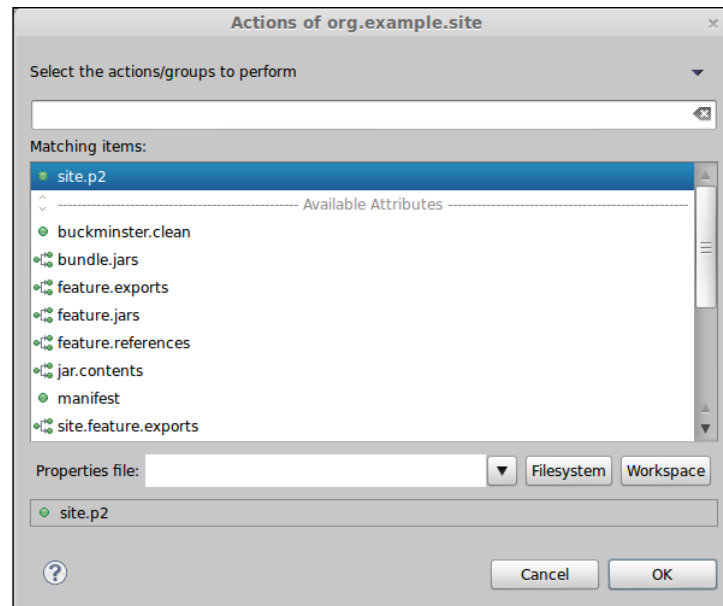 Actions of org.example.site
Select the actions/groups to perform
Matching items:
site.p2
Available Attributes
buckminster.clean
bundle.jars
feature.exports
feature.jars
feature.references
jar.contents
manifest
site.feature.exports
Properties file: Filesystem Workspace
site.p2
Cancel OK